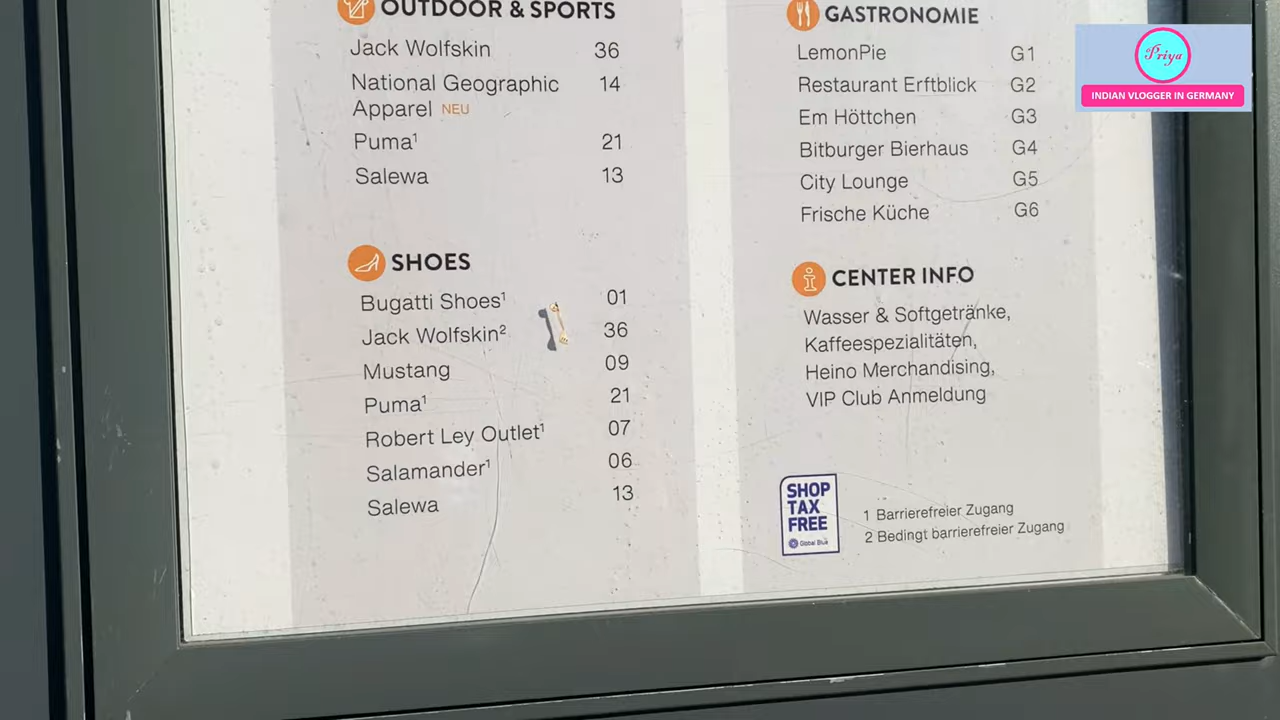 OUTDOOR & SPORTS
Jack Wolfskin 36
National Geographic 14
Apparel NEU
Puma¹ 21
Salewa 13
SHOES
Bugatti Shoes¹ 01
Jack Wolfskin² 36
Mustang 09
Puma¹ 21
Robert Ley Outlet¹ 07
Salamander¹ 06
Salewa 13
GASTRONOMIE
LemonPie G1
Restaurant Erftblick G2
Em Höttchen G3
Bitburger Bierhaus G4
City Lounge G5
Frische Küche G6
CENTER INFO
Wasser & Softgetränke,
Kaffeespezialitäten,
Heino Merchandising,
VIP Club Anmeldung
SHOP
TAX
FREE
Global Blue
1 Barrierefreier Zugang
2 Bedingt barrierefreier Zugang
Priya
INDIAN VLOGGER IN GERMANY